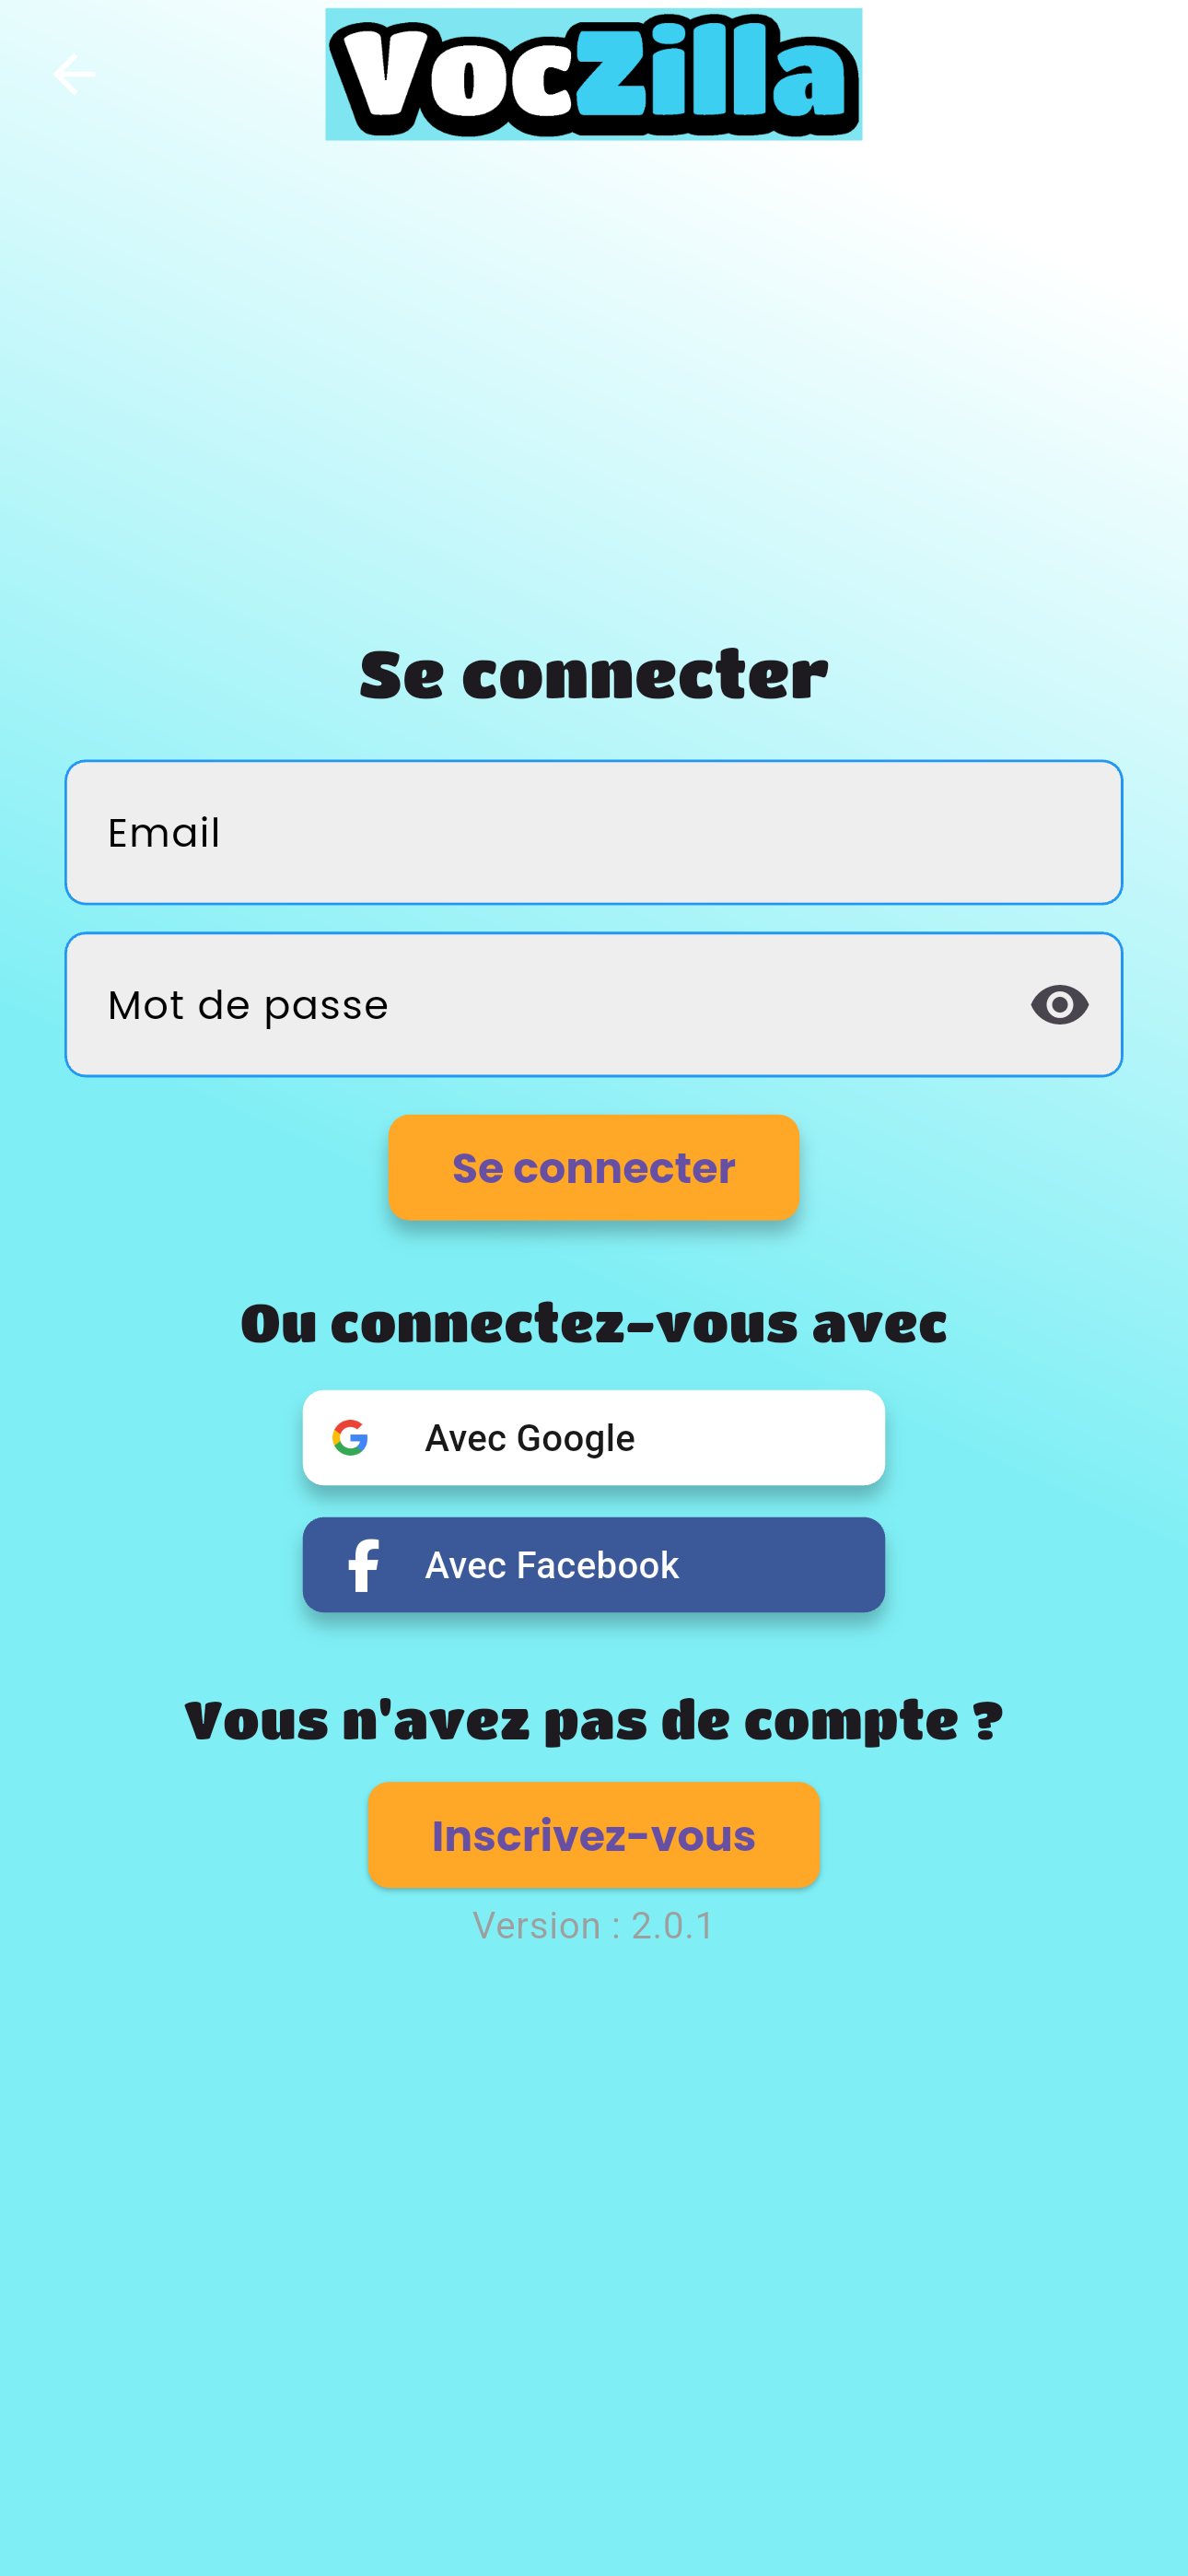 VocZilla
Se connecter
Email
Mot de passe
Se connecter
Ou connectez-vous avec
Avec Google
Avec Facebook
Vous n'avez pas de compte ?
Inscrivez-vous
Version : 2.0.1